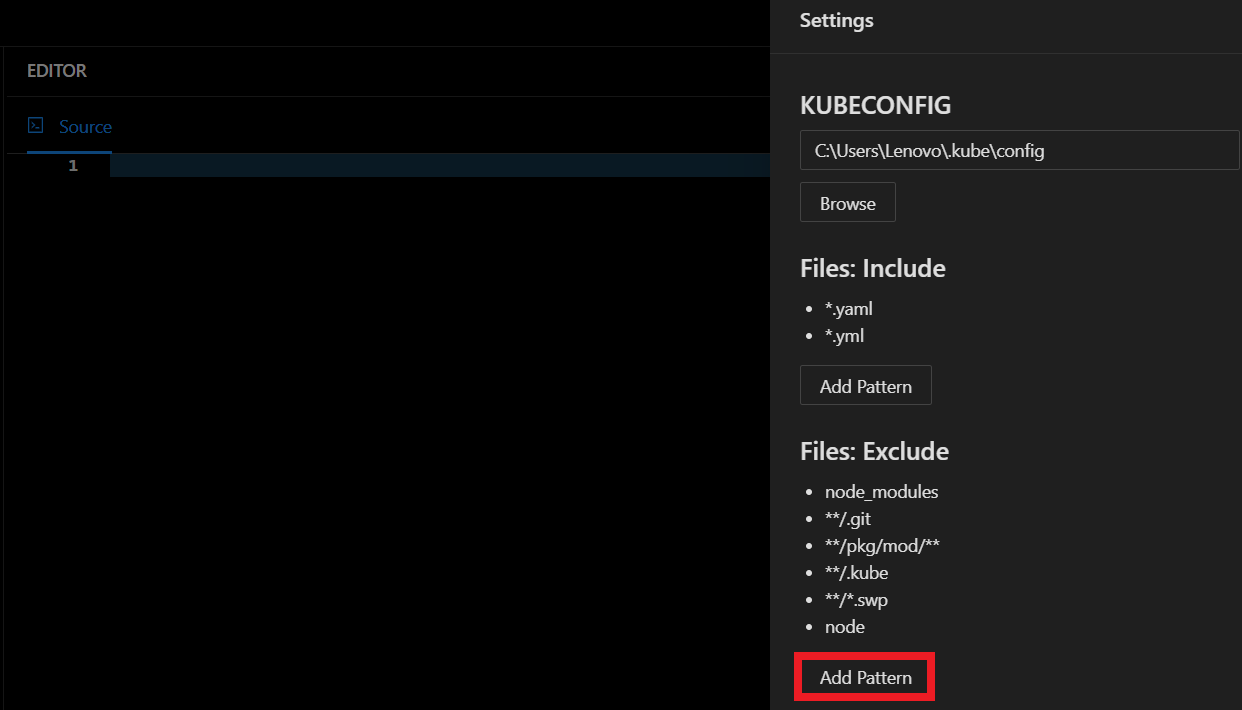 Settings
EDITOR
Source
1
KUBECONFIG
C:\Users\Lenovo\.kube\config
Browse
Files: Include
*.yaml
*.yml
Add Pattern
Files: Exclude
node_modules
**/.git
**/pkg/mod/**
**/.kube
**/*.swp
node
Add Pattern